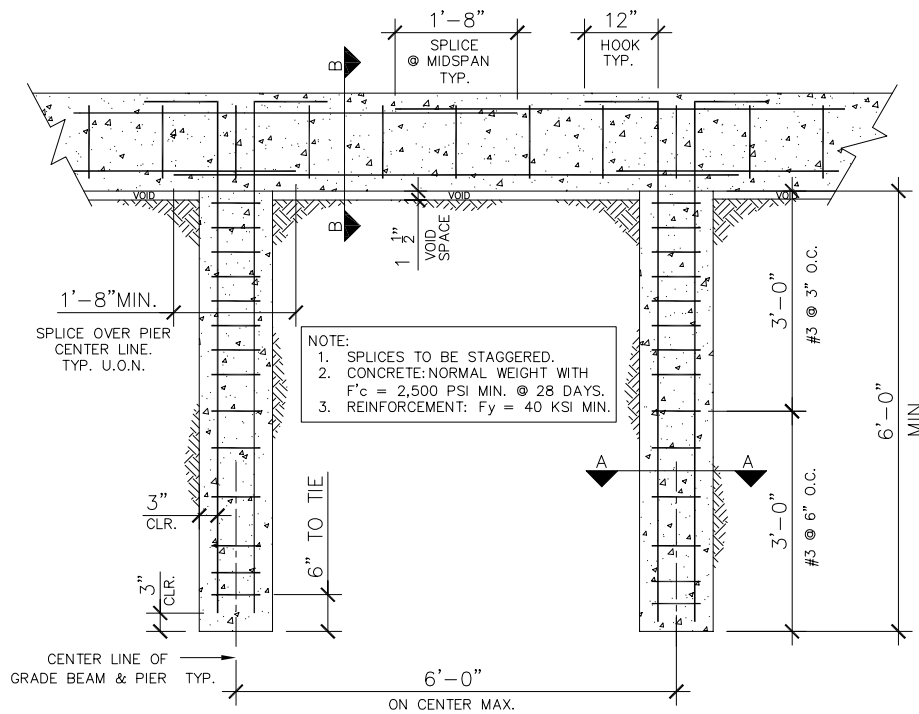 1'-8"
SPLICE
@ MIDSPAN
TYP.
12"
HOOK
TYP.
B
VOID
VOID
VOID
B
1 1/2"
VOID
SPACE
1'-8" MIN.
SPLICE OVER PIER
CENTER LINE.
TYP. U.O.N.
NOTE:
1. SPLICES TO BE STAGGERED.
2. CONCRETE: NORMAL WEIGHT WITH
F'c = 2,500 PSI MIN. @ 28 DAYS.
3. REINFORCEMENT: Fy = 40 KSI MIN.
3'-0"
#3 @ 3" O.C.
6'-0"
MIN
A
A
3'-0"
#3 @ 6" O.C.
3"
CLR.
6" TO TIE
3"
CLR.
CENTER LINE OF
GRADE BEAM & PIER TYP.
6'-0"
ON CENTER MAX.